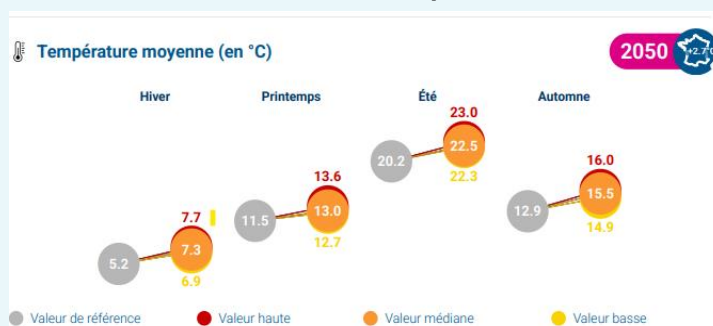 Température moyenne (en °C)
2050
+2.7°C
Hiver
Printemps
Été
Automne
5.2
7.7
7.3
6.9
11.5
13.6
13.0
12.7
20.2
23.0
22.5
22.3
12.9
16.0
15.5
14.9
Valeur de référence
Valeur haute
Valeur médiane
Valeur basse